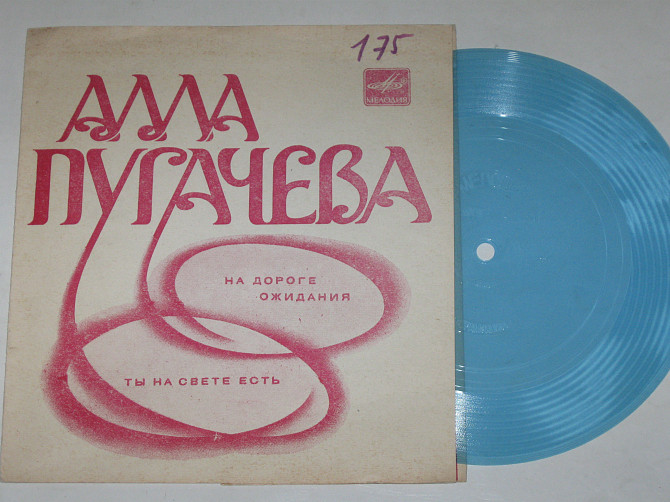 175
МЕЛОДИЯ
АЛЛА
ПУГАЧЕВА
НА ДОРОГЕ
ОЖИДАНИЯ
ТЫ НА СВЕТЕ ЕСТЬ